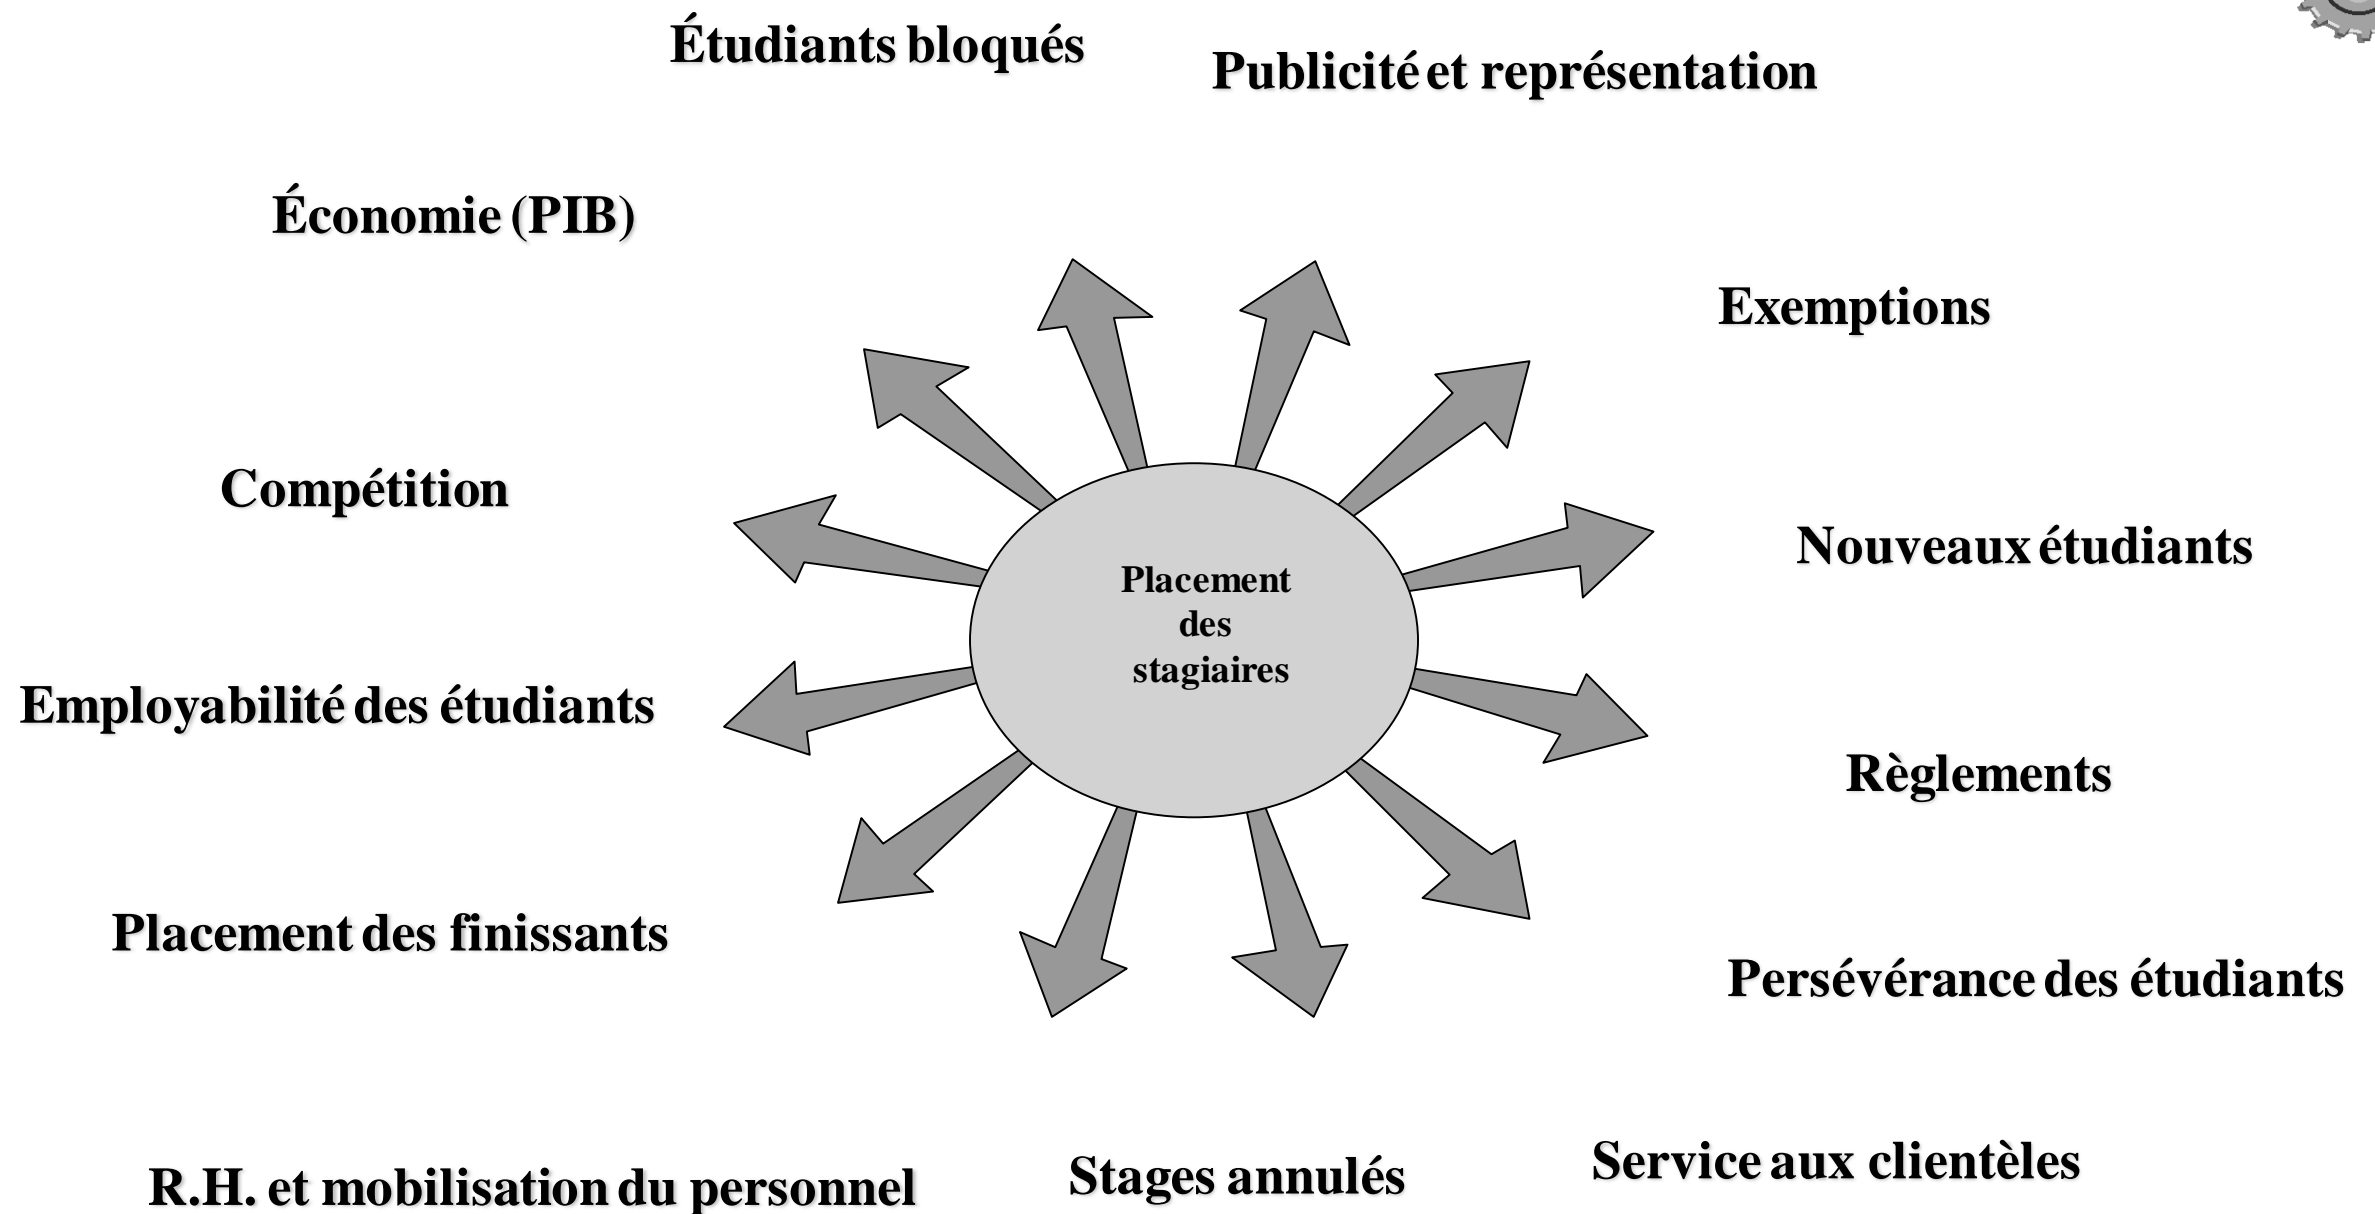 Étudiants bloqués
Publicité et représentation
Économie (PIB)
Exemptions
Compétition
Nouveaux étudiants
Placement
des
stagiaires
Employabilité des étudiants
Règlements
Placement des finissants
Persévérance des étudiants
Service aux clientèles
Stages annulés
R.H. et mobilisation du personnel